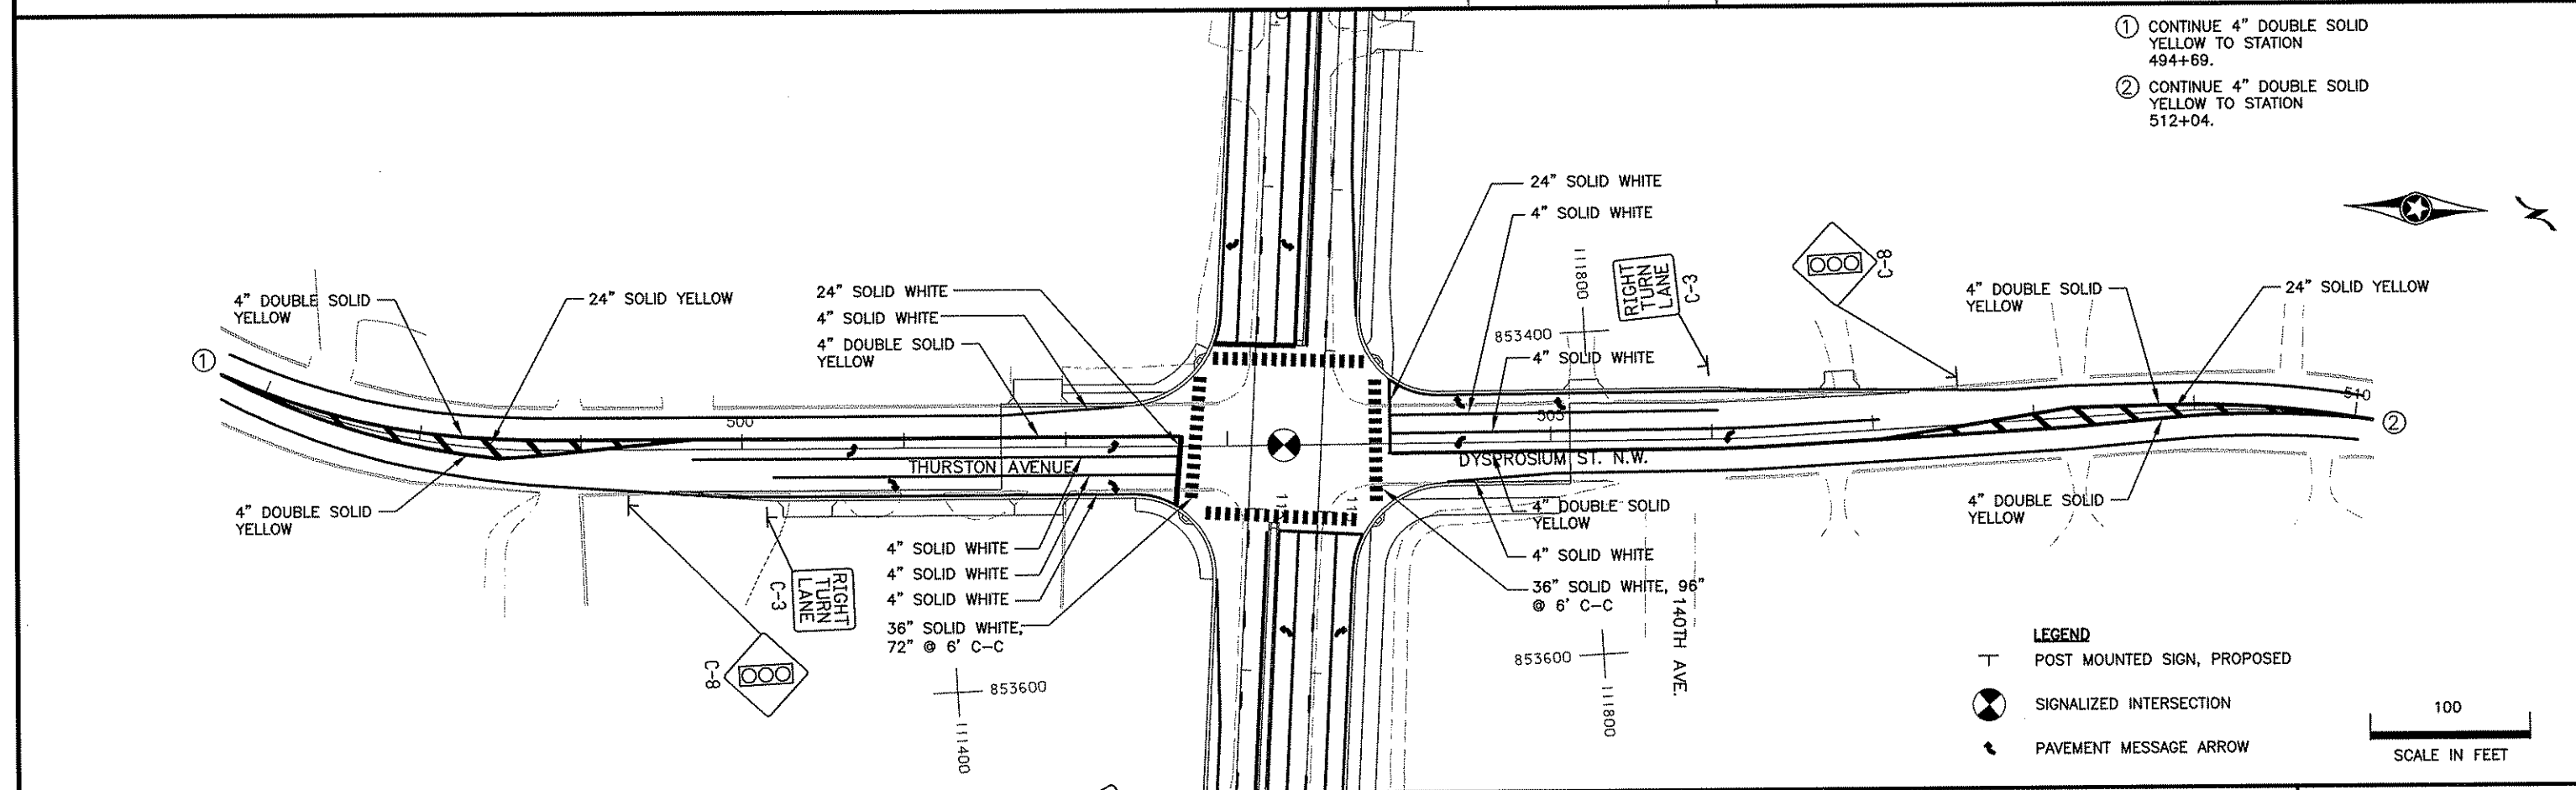 ① CONTINUE 4" DOUBLE SOLID
YELLOW TO STATION
494+69.
② CONTINUE 4" DOUBLE SOLID
YELLOW TO STATION
512+04.
24" SOLID WHITE
4" SOLID WHITE
RIGHT
TURN
LANE
C-3
C-8
111800
853400
4" SOLID WHITE
4" DOUBLE SOLID
YELLOW
24" SOLID YELLOW
24" SOLID WHITE
4" SOLID WHITE
4" DOUBLE SOLID
YELLOW
4" DOUBLE SOLID
YELLOW
24" SOLID YELLOW
①
500
505
510
②
THURSTON AVENUE
DYSPROSIUM ST. N.W.
4" DOUBLE SOLID
YELLOW
4" DOUBLE SOLID
YELLOW
4" SOLID WHITE
36" SOLID WHITE, 96"
@ 6' C-C
4" DOUBLE SOLID
YELLOW
4" SOLID WHITE
4" SOLID WHITE
4" SOLID WHITE
36" SOLID WHITE,
72" @ 6' C-C
RIGHT
TURN
LANE
C-3
C-8
853600
111400
853600
111800
140TH AVE.
LEGEND
POST MOUNTED SIGN, PROPOSED
SIGNALIZED INTERSECTION
PAVEMENT MESSAGE ARROW
100
SCALE IN FEET